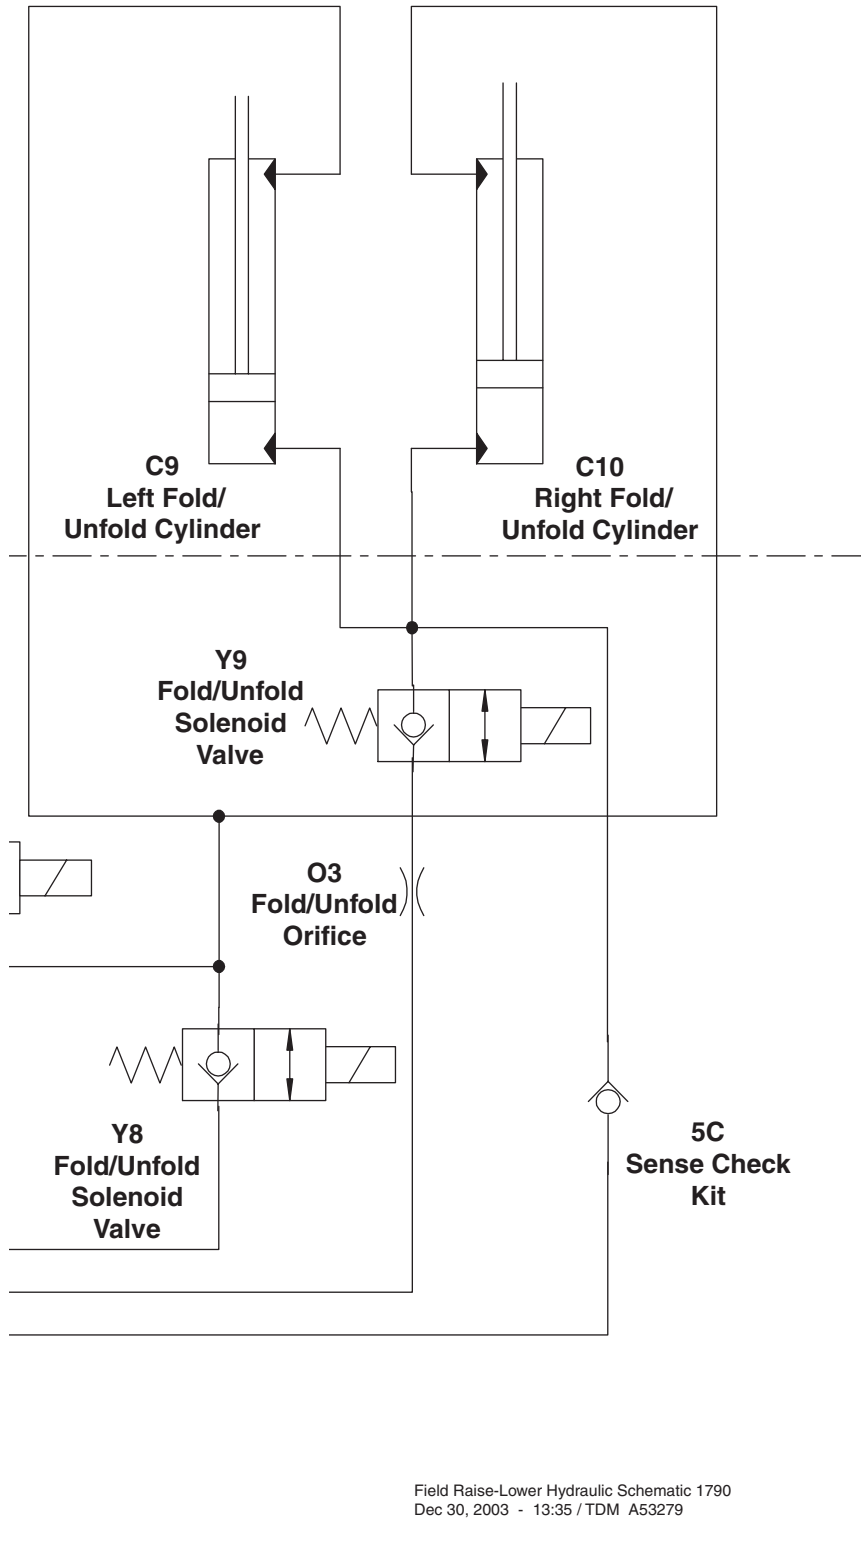 C9
Left Fold/
Unfold Cylinder
C10
Right Fold/
Unfold Cylinder
Y9
Fold/Unfold
Solenoid
Valve
O3
Fold/Unfold
Orifice
Y8
Fold/Unfold
Solenoid
Valve
5C
Sense Check
Kit
Field Raise-Lower Hydraulic Schematic 1790
Dec 30, 2003 - 13:35 / TDM A53279